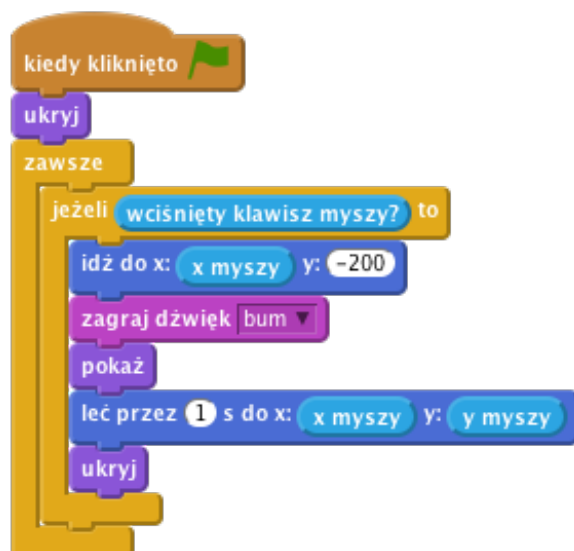 kiedy kliknięto
ukryj
zawsze
jeżeli wciśnięty klawisz myszy? to
idź do x: x myszy y: -200
zagraj dźwięk bum
pokaż
leć przez 1 s do x: x myszy y: y myszy
ukryj